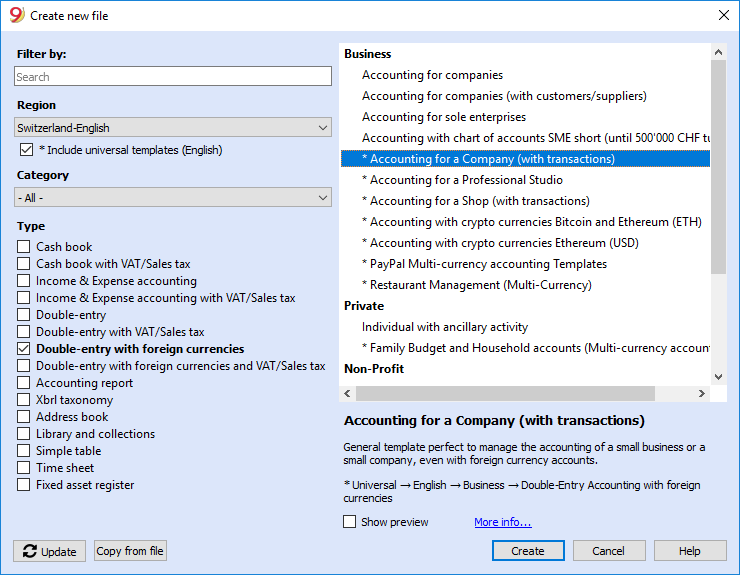 Create new file
Filter by:
Search
Region
Switzerland-English
* Include universal templates (English)
Category
- All -
Type
Cash book
Cash book with VAT/Sales tax
Income & Expense accounting
Income & Expense accounting with VAT/Sales tax
Double-entry
Double-entry with VAT/Sales tax
Double-entry with foreign currencies
Double-entry with foreign currencies and VAT/Sales tax
Accounting report
Xbrl taxonomy
Address book
Library and collections
Simple table
Time sheet
Fixed asset register
Business
Accounting for companies
Accounting for companies (with customers/suppliers)
Accounting for sole enterprises
Accounting with chart of accounts SME short (until 500'000 CHF tu
* Accounting for a Company (with transactions)
* Accounting for a Professional Studio
* Accounting for a Shop (with transactions)
* Accounting with crypto currencies Bitcoin and Ethereum (ETH)
* Accounting with crypto currencies Ethereum (USD)
* PayPal Multi-currency accounting Templates
* Restaurant Management (Multi-Currency)
Private
Individual with ancillary activity
* Family Budget and Household accounts (Multi-currency accoun
Non-Profit
Accounting for a Company (with transactions)
General template perfect to manage the accounting of a small business or a
small company, even with foreign currency accounts.
* Universal → English → Business → Double-Entry Accounting with foreign
currencies
Show preview More info...
Update Copy from file Create Cancel Help